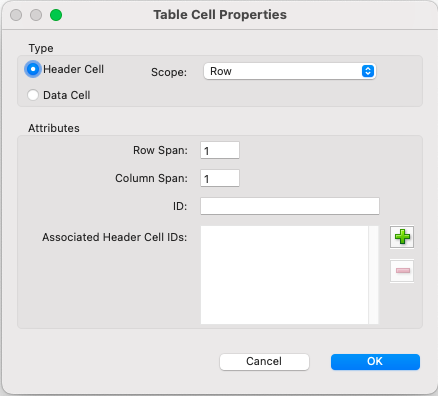 Table Cell Properties
Type
Header Cell
Scope: Row
Data Cell
Attributes
Row Span: 1
Column Span: 1
ID:
Associated Header Cell IDs:
Cancel OK